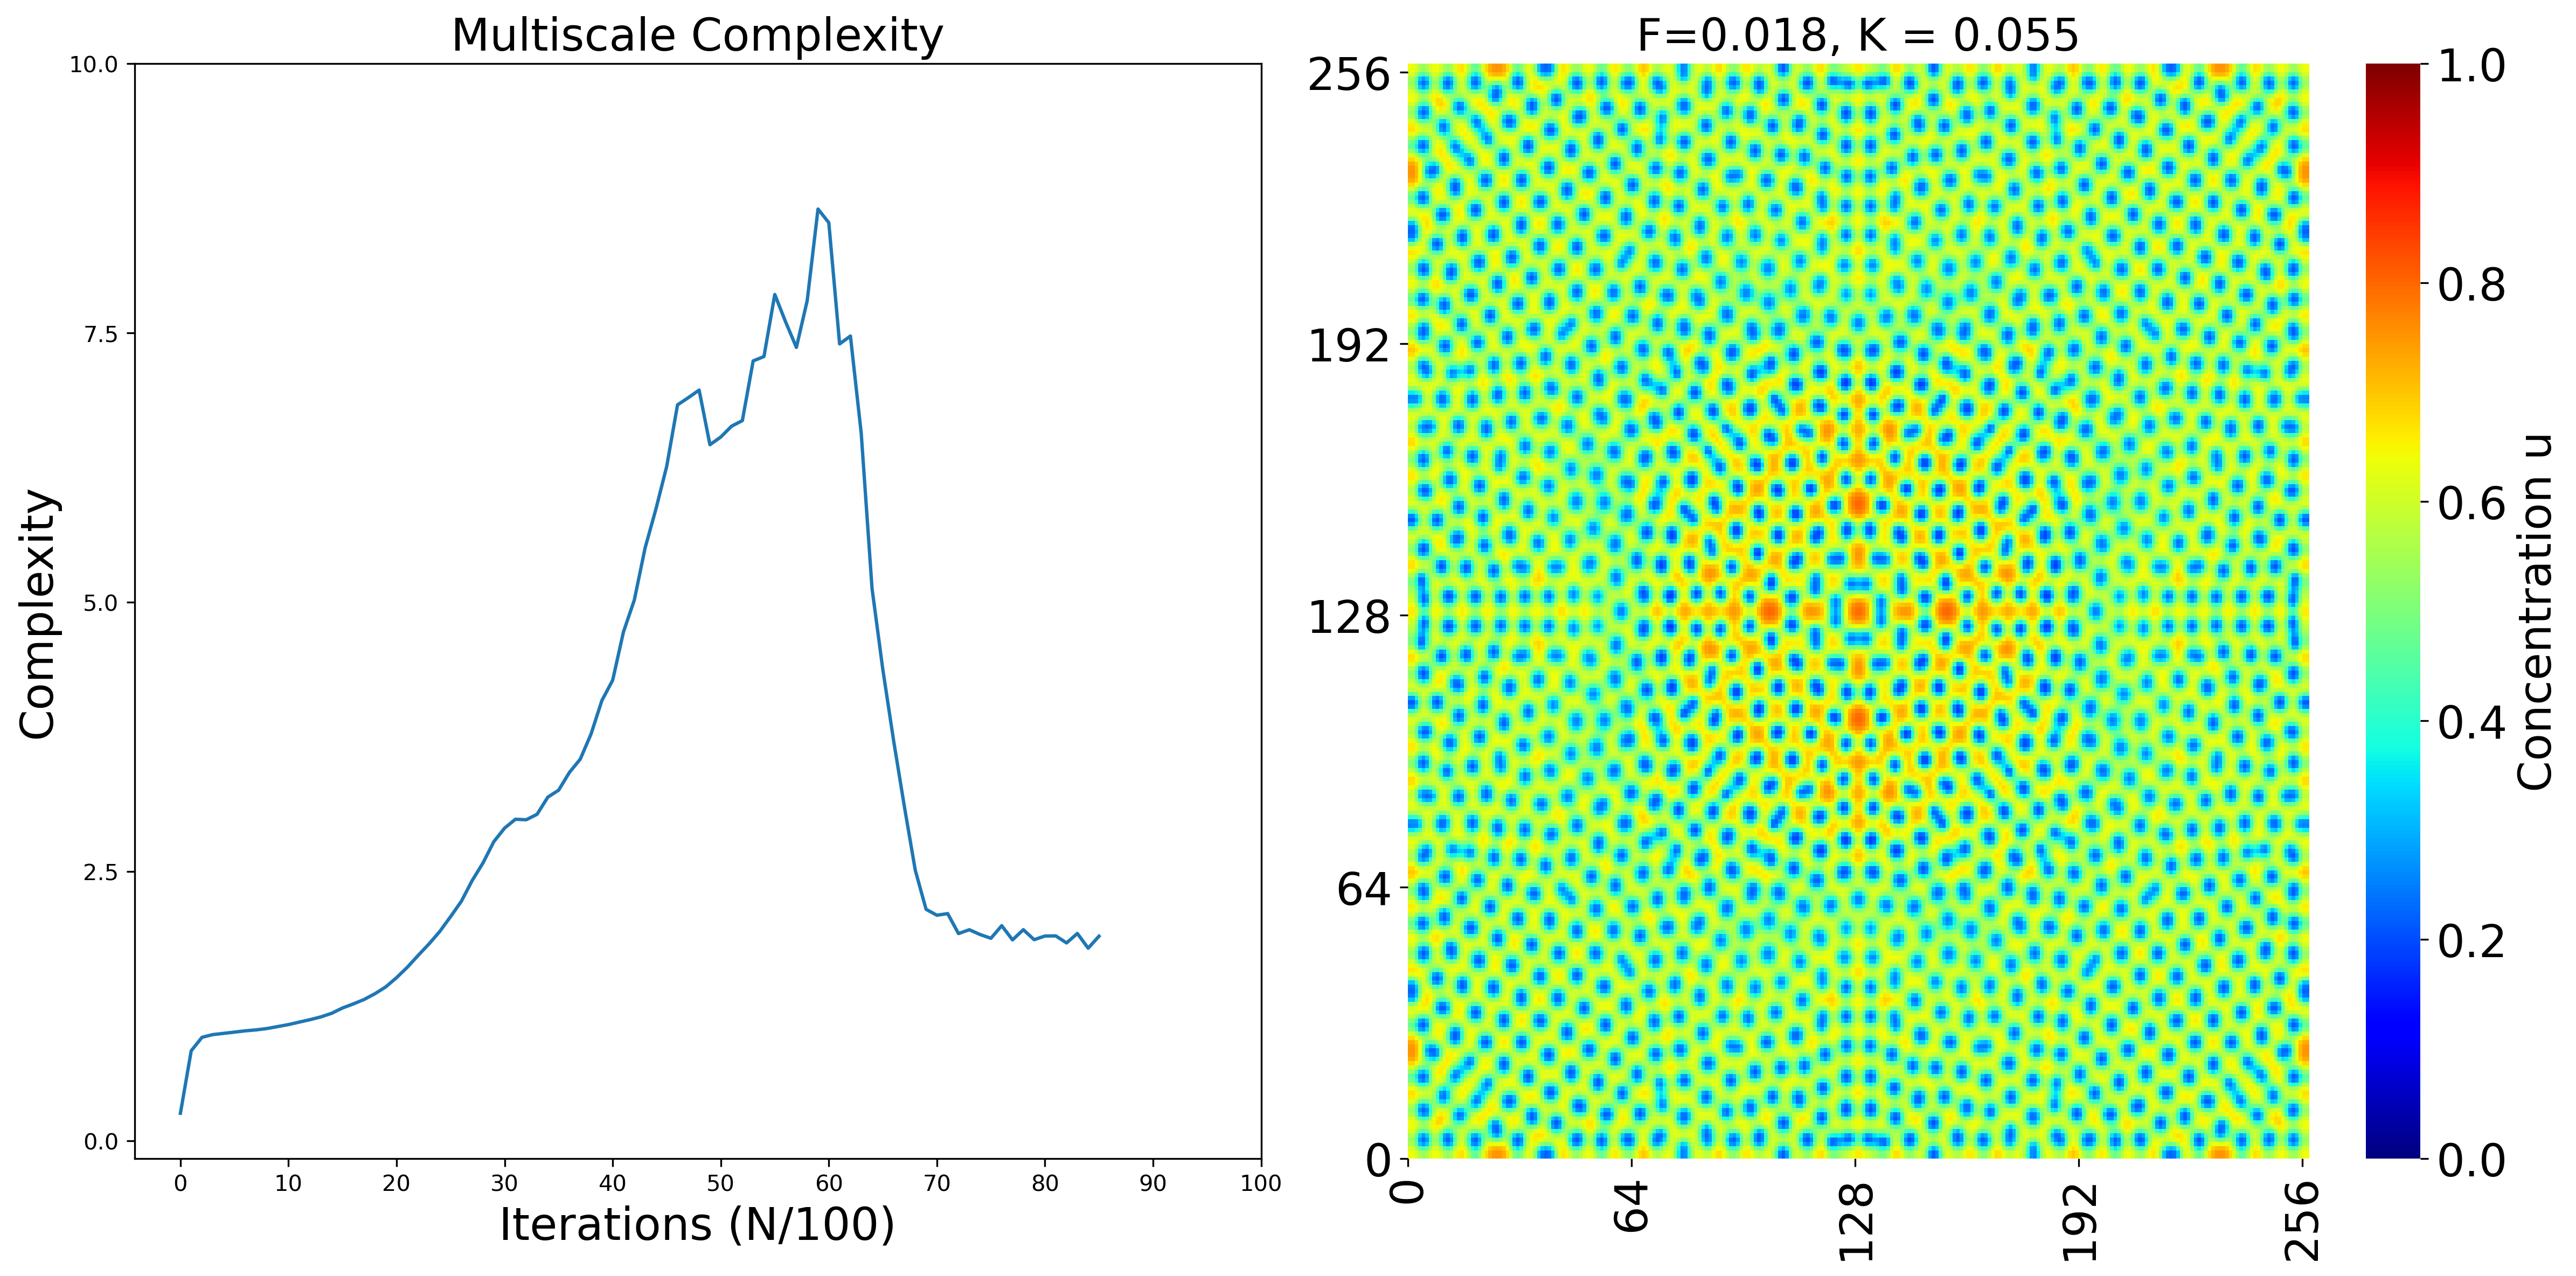 Multiscale Complexity
10.0
7.5
5.0
2.5
0.0
Complexity
0 10 20 30 40 50 60 70 80 90 100
Iterations (N/100)
F=0.018, K = 0.055
256
192
128
64
0
0 64 128 192 256
1.0
0.8
0.6
0.4
0.2
0.0
Concentration u